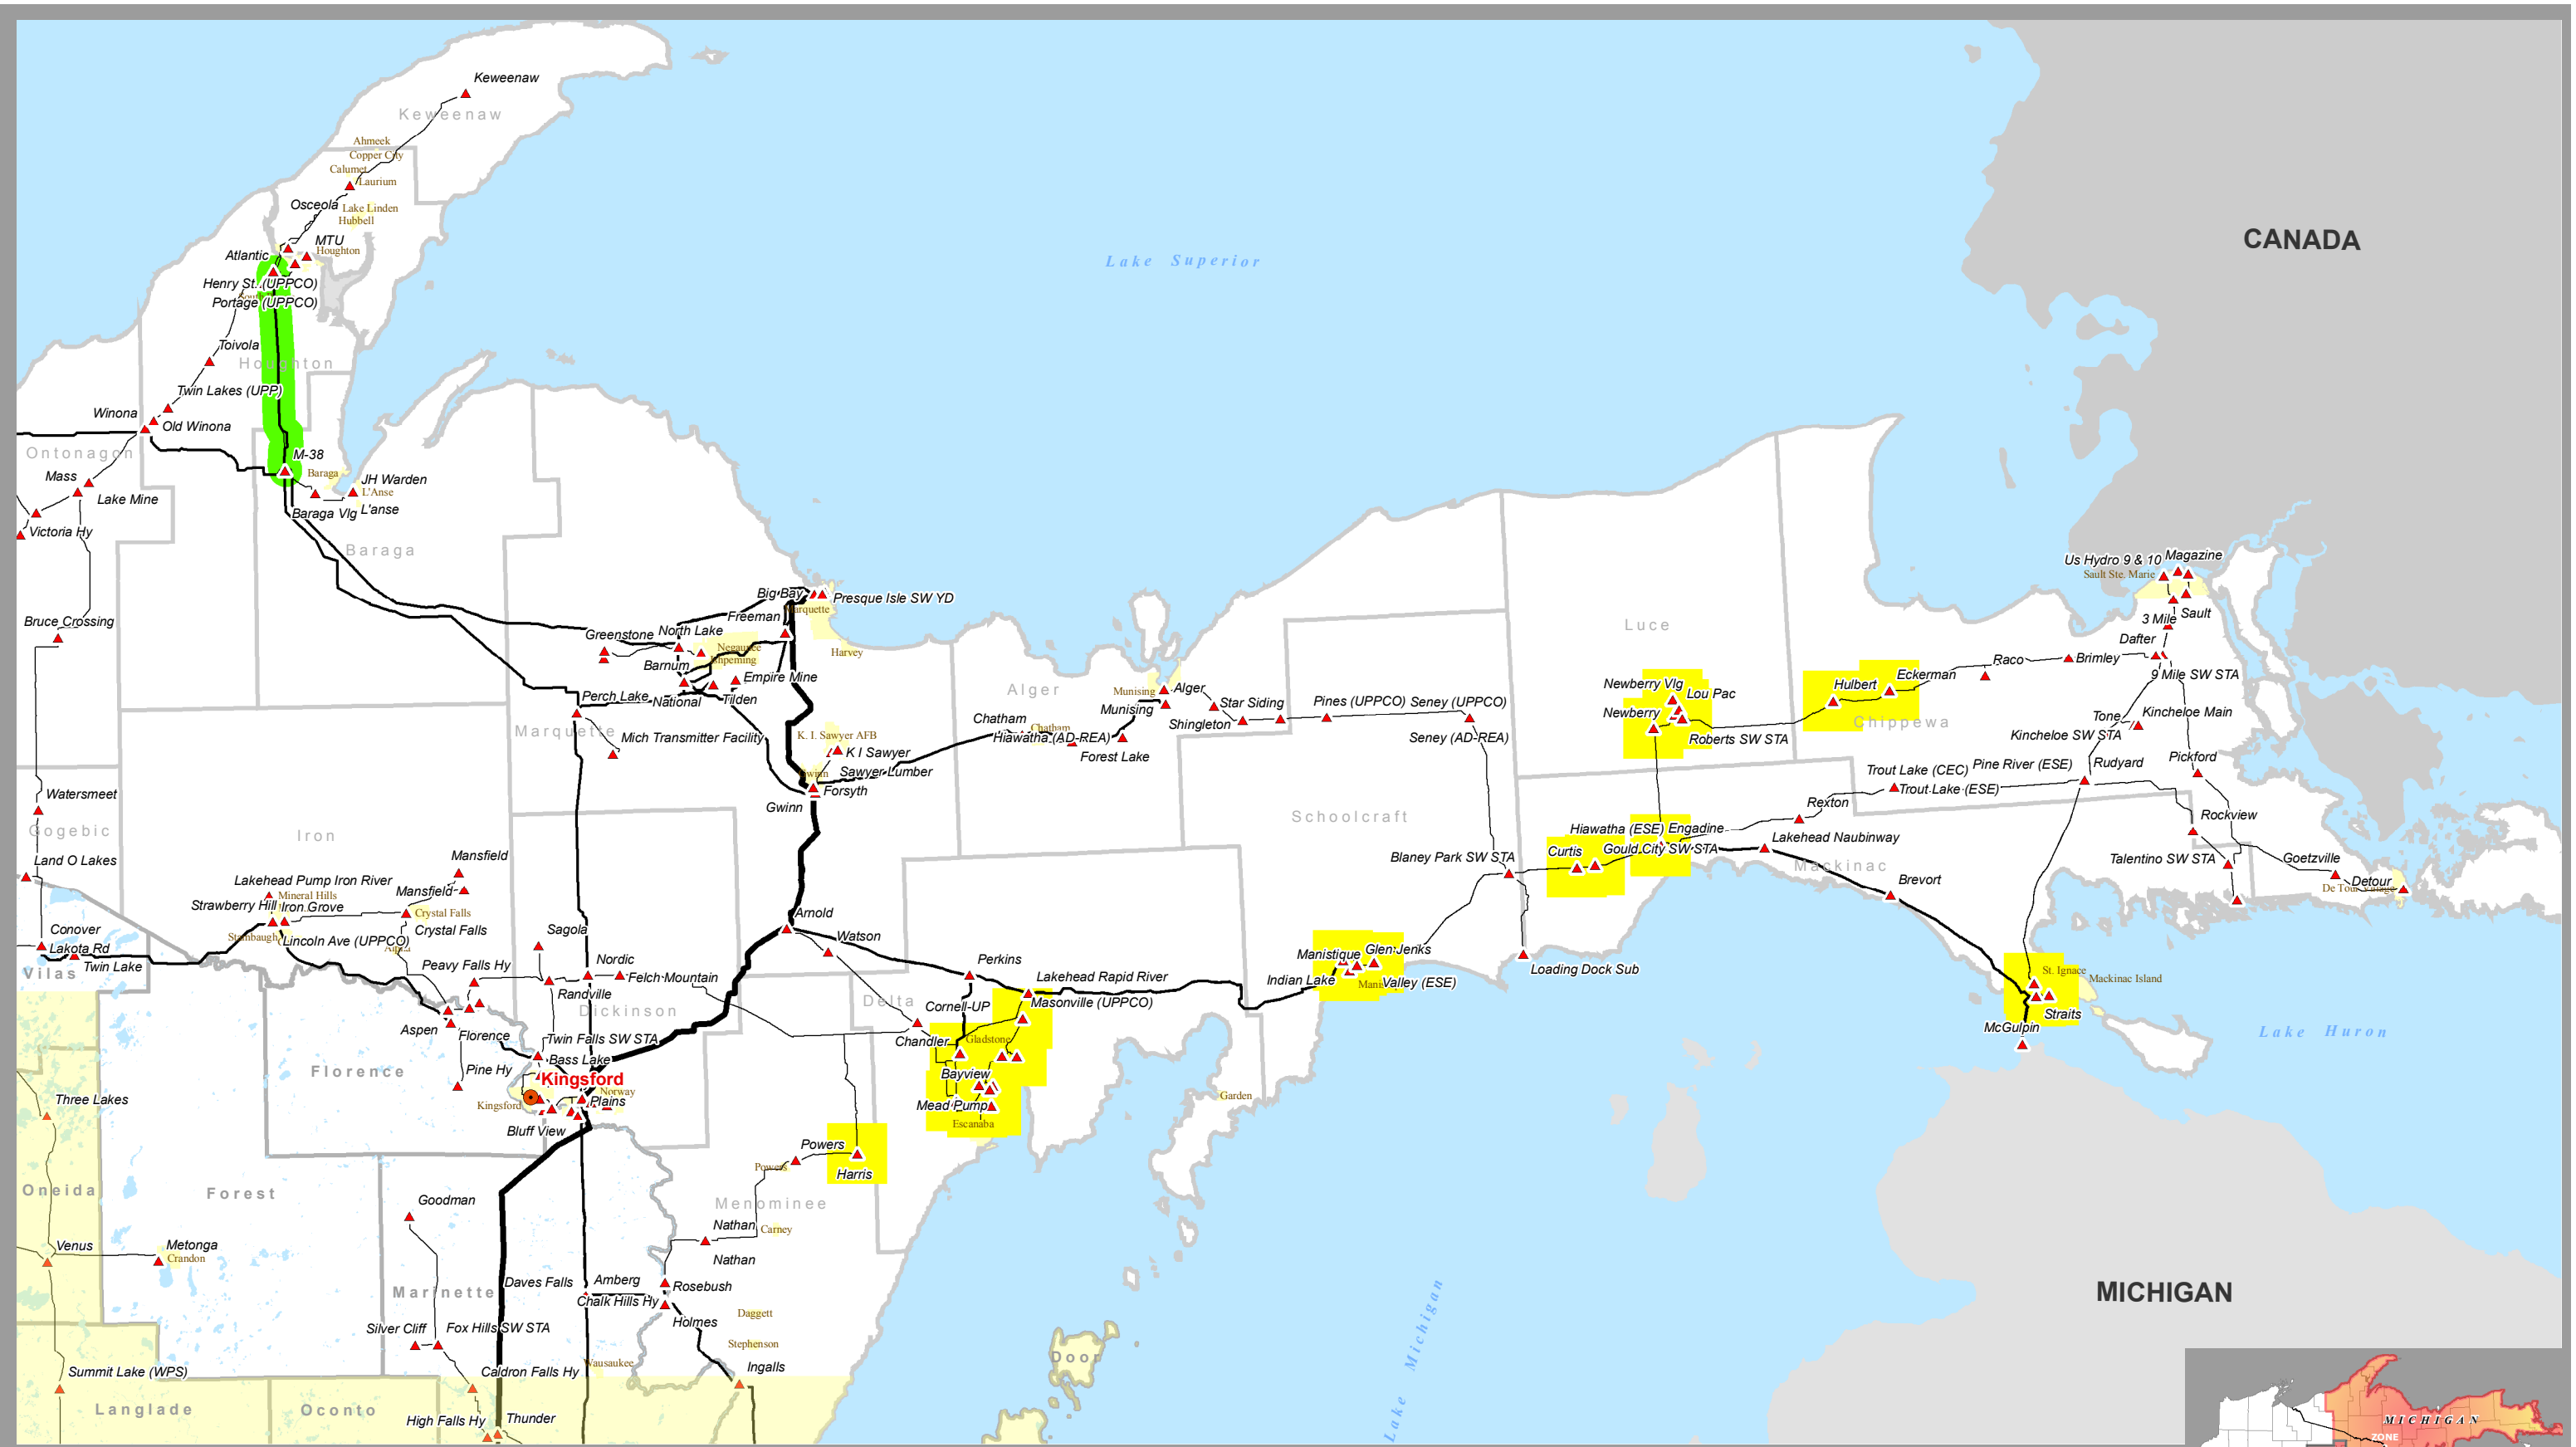 Keweenaw
Keweenaw
Ahmeek
Copper City
Calumet
Laurium
Osceola
Lake Linden
Hubbell
MTU
Houghton
Atlantic
Henry St. (UPPCO)
Portage (UPPCO)
Toivola
Houghton
Twin Lakes (UPP)
Winona
Old Winona
Ontonagon
M-38
Baraga
Mass
Lake Mine
JH Warden
L'Anse
L'anse
Baraga Vlg
Victoria Hy
Baraga
Lake Superior
CANADA
Bruce Crossing
Big Bay
Presque Isle SW YD
Marquette
Freeman
Greenstone
North Lake
Negaunee
Ishpeming
Harvey
Barnum
Empire Mine
Perch Lake
National
Tilden
Marquette
Mich Transmitter Facility
K. I. Sawyer AFB
K I Sawyer
Gwinn
Sawyer Lumber
Forsyth
Gwinn
Alger
Chatham
Chatham
Hiawatha (AD-REA)
Forest Lake
Munising
Alger
Munising
Star Siding
Shingleton
Pines (UPPCO)
Seney (UPPCO)
Seney (AD-REA)
Luce
Newberry Vlg
Lou Pac
Newberry
Roberts SW STA
Hulbert
Eckerman
Chippewa
Raco
Brimley
Us Hydro 9 & 10
Magazine
Sault Ste. Marie
Sault
3 Mile
Dafter
9 Mile SW STA
Tone
Kincheloe Main
Kincheloe SW STA
Pickford
Trout Lake (CEC)
Pine River (ESE)
Rudyard
Trout Lake (ESE)
Rexton
Rockview
Talentino SW STA
Goetzville
Detour
De Tour Village
Watersmeet
Gogebic
Iron
Land O Lakes
Mansfield
Mansfield
Lakehead Pump Iron River
Mineral Hills
Strawberry Hill
Iron Grove
Crystal Falls
Crystal Falls
Stambaugh
Lincoln Ave (UPPCO)
Conover
Lakota Rd
Twin Lake
Vilas
Schoolcraft
Hiawatha (ESE)
Engadine
Curtis
Gould City SW STA
Blaney Park SW STA
Lakehead Naubinway
Mackinac
Brevort
Arnold
Watson
Sagola
Nordic
Peavy Falls Hy
Felch Mountain
Randville
Dickinson
Perkins
Lakehead Rapid River
Delta
Cornell-UP
Masonville (UPPCO)
Manistique
Glen Jenks
Indian Lake
Valley (ESE)
Loading Dock Sub
St. Ignace
Mackinac Island
Straits
McGulpin
Lake Huron
Aspen
Florence
Twin Falls SW STA
Bass Lake
Chandler
Gladstone
Florence
Pine Hy
Kingsford
Kingsford
Norway
Plains
Bluff View
Bayview
Mead Pump
Escanaba
Garden
Three Lakes
Powers
Powers
Harris
Oneida
Forest
Goodman
Menominee
Nathan
Carney
Nathan
Venus
Metonga
Crandon
Marinette
Daves Falls
Amberg
Rosebush
Chalk Hills Hy
Daggett
Holmes
Stephenson
Silver Cliff
Fox Hills SW STA
Wausaukee
Ingalls
Summit Lake (WPS)
Caldron Falls Hy
Langlade
Oconto
High Falls Hy
Thunder
Door
Lake Michigan
MICHIGAN
MICHIGAN
ZONE